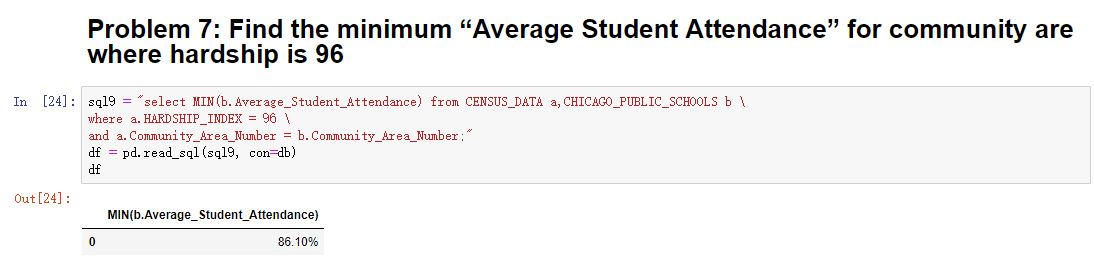 Problem 7: Find the minimum “Average Student Attendance” for community are
where hardship is 96
In [24]: sql9 = "select MIN(b.Average_Student_Attendance) from CENSUS_DATA a,CHICAGO_PUBLIC_SCHOOLS b \
where a.HARDSHIP_INDEX = 96 \
and a.Community_Area_Number = b.Community_Area_Number;"
df = pd.read_sql(sql9, con=db)
df
Out[24]:
MIN(b.Average_Student_Attendance)
0 86.10%